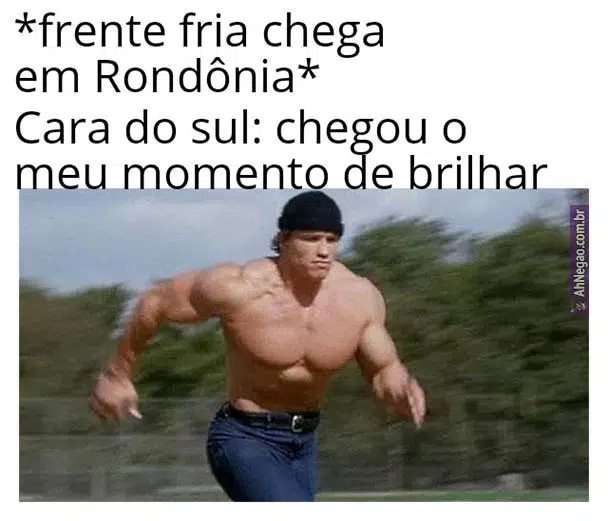 *frente fria chega
em Rondônia*
Cara do sul: chegou o
meu momento de brilhar
AhNegao.com.br